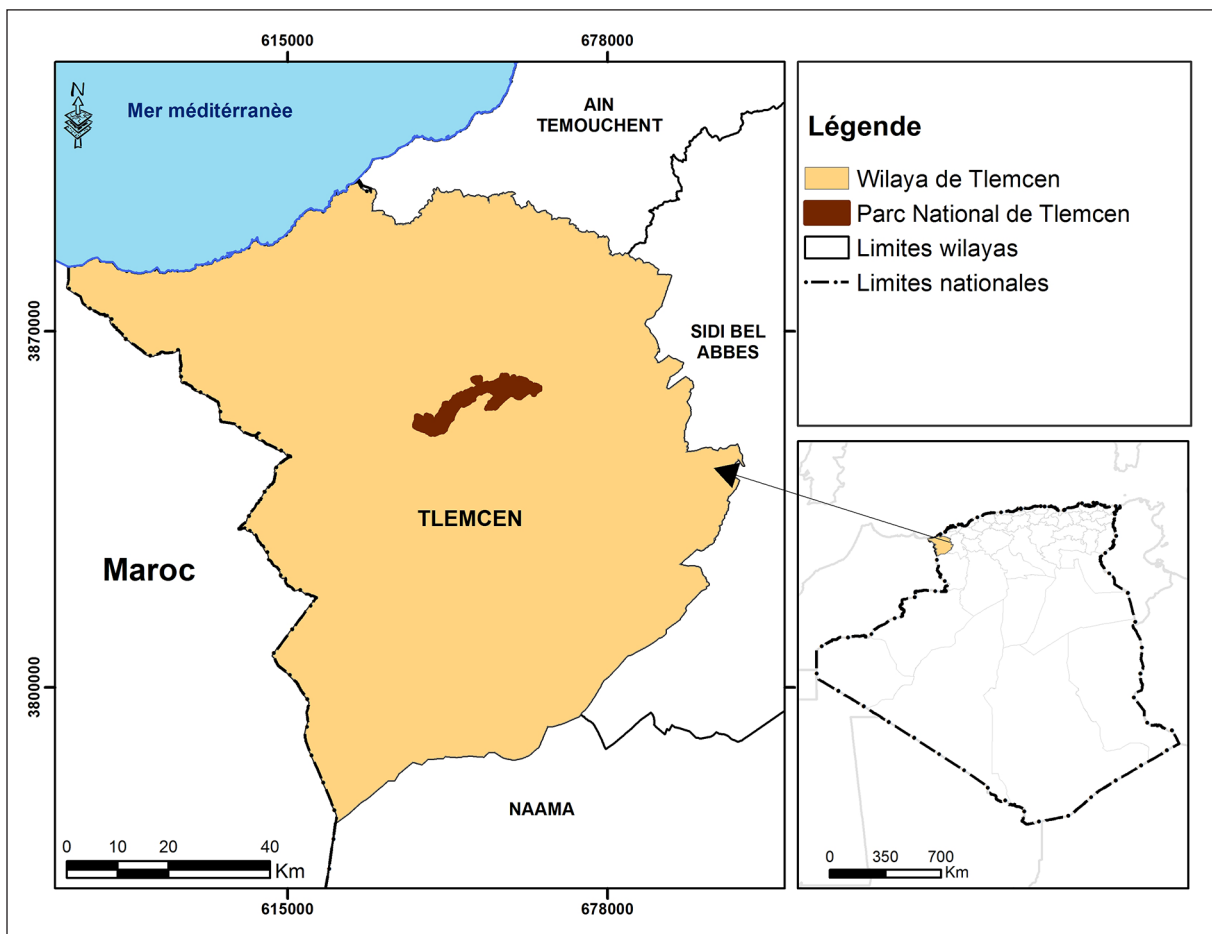 615000
678000
N
Mer méditérranèe
AIN
TEMOUCHENT
3870000
SIDI BEL
ABBES
TLEMCEN
Maroc
3800000
NAAMA
0 10 20 40
Km
615000
678000
Légende
Wilaya de Tlemcen
Parc National de Tlemcen
Limites wilayas
Limites nationales
0 350 700
Km